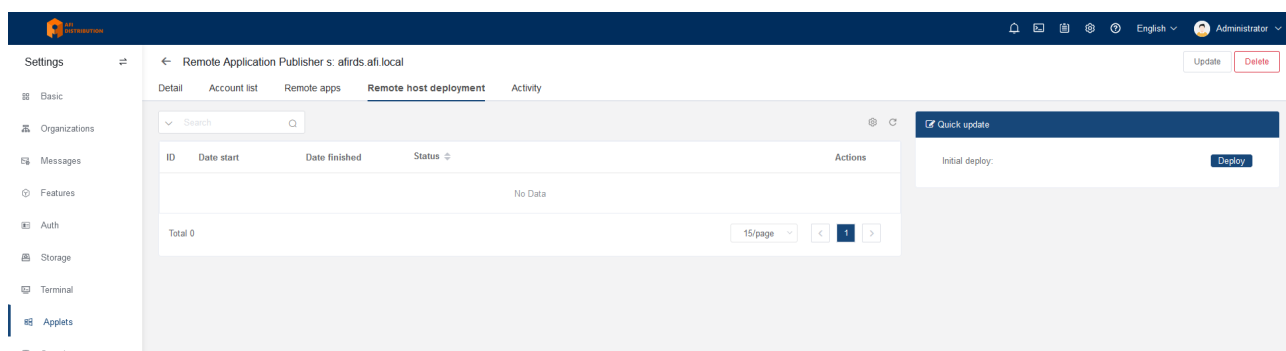 AFI
DISTRIBUTION
English
Administrator
Settings
Remote Application Publisher s: afirds.afi.local
Update
Delete
Detail
Account list
Remote apps
Remote host deployment
Activity
Basic
Organizations
Messages
Features
Auth
Storage
Terminal
Applets
Search
ID Date start Date finished Status Actions
No Data
Total 0
15/page
1
Quick update
Initial deploy:
Deploy